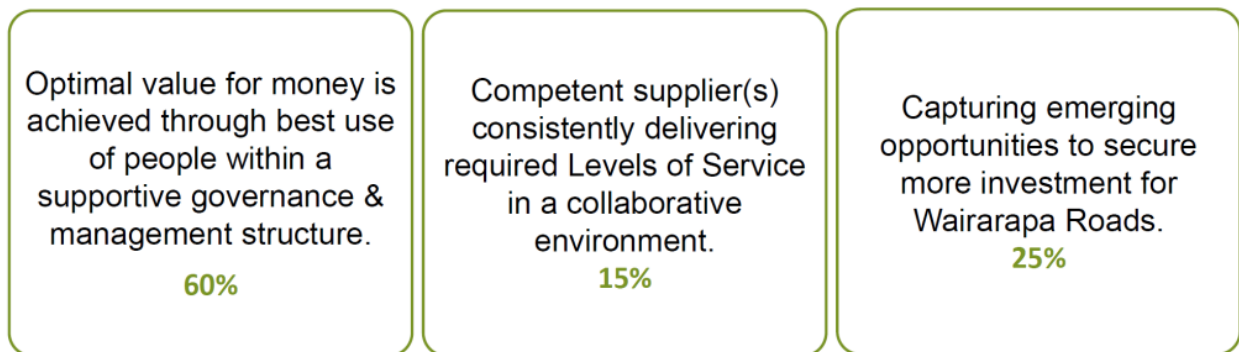 Optimal value for money is
achieved through best use
of people within a
supportive governance &
management structure.
60%
Competent supplier(s)
consistently delivering
required Levels of Service
in a collaborative
environment.
15%
Capturing emerging
opportunities to secure
more investment for
Wairarapa Roads.
25%